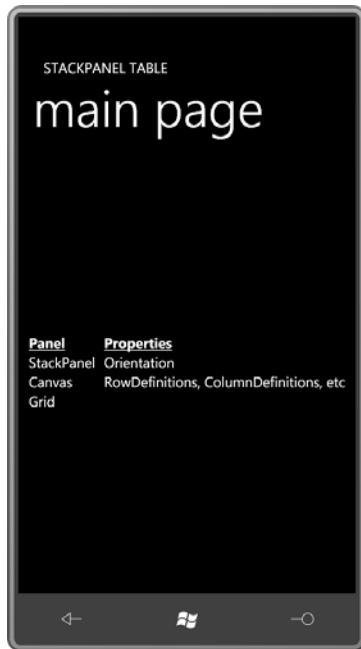 STACKPANEL TABLE
main page
Panel Properties
StackPanel Orientation
Canvas RowDefinitions, ColumnDefinitions, etc
Grid